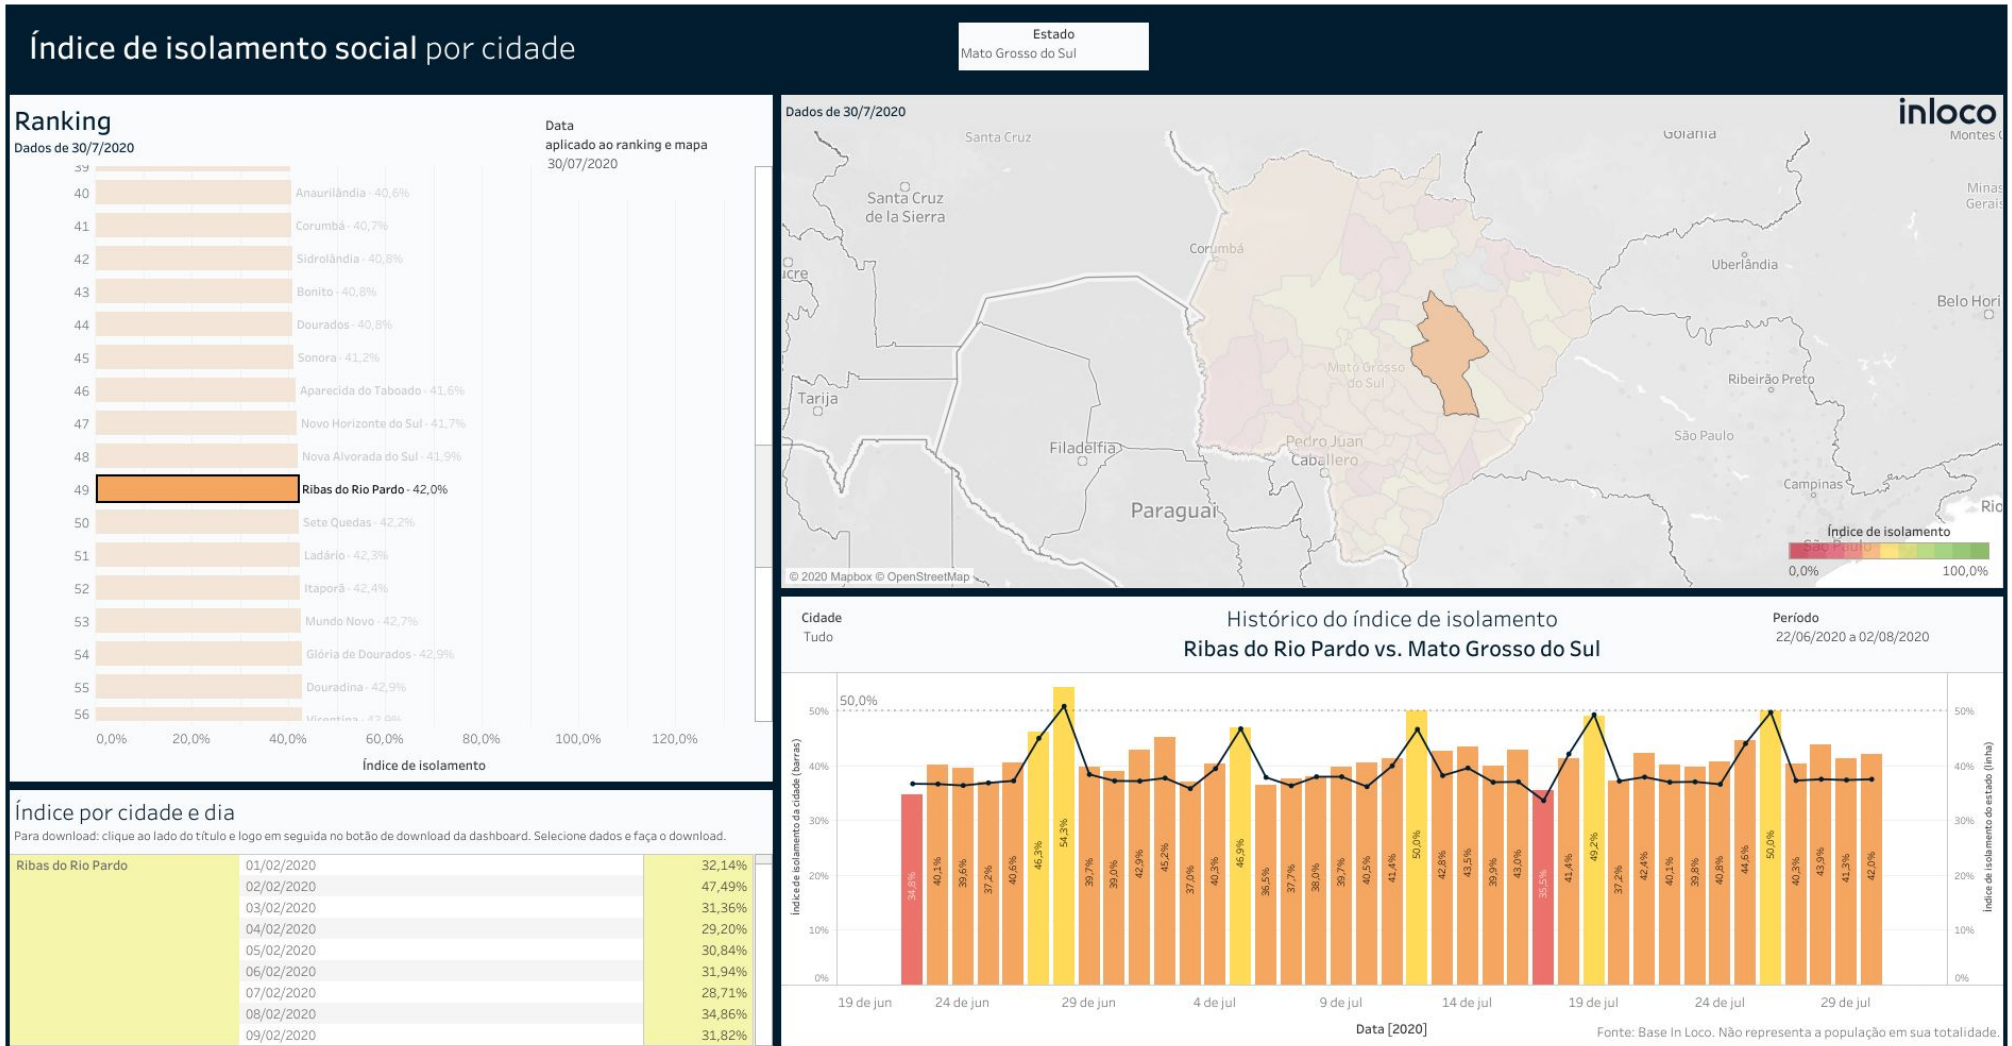 Índice de isolamento social por cidade
Estado
Mato Grosso do Sul
Ranking
Dados de 30/7/2020
Data
aplicado ao ranking e mapa
30/07/2020
39
40 Anaurilândia - 40,6%
41 Corumbá - 40,7%
42 Sidrolândia - 40,8%
43 Bonito - 40,8%
44 Dourados - 40,8%
45 Sonora - 41,2%
46 Aparecida do Taboado - 41,6%
47 Novo Horizonte do Sul - 41,7%
48 Nova Alvorada do Sul - 41,9%
49 Ribas do Rio Pardo - 42,0%
50 Sete Quedas - 42,2%
51 Ladário - 42,3%
52 Itaporã - 42,4%
53 Mundo Novo - 42,7%
54 Glória de Dourados - 42,9%
55 Douradina - 42,9%
56 Vicentina - 42,9%
0,0% 20,0% 40,0% 60,0% 80,0% 100,0% 120,0%
Índice de isolamento
Índice por cidade e dia
Para download: clique ao lado do título e logo em seguida no botão de download da dashboard. Selecione dados e faça o download.
Ribas do Rio Pardo 01/02/2020 32,14%
02/02/2020 47,49%
03/02/2020 31,36%
04/02/2020 29,20%
05/02/2020 30,84%
06/02/2020 31,94%
07/02/2020 28,71%
08/02/2020 34,86%
09/02/2020 31,82%
Dados de 30/7/2020
inloco
Santa Cruz
Goiânia
Montes C
Santa Cruz
de la Sierra
Minas
Gerais
Corumbá
Uberlândia
ucre
Belo Hori
Mato Grosso
do Sul
Ribeirão Preto
Tarija
São Paulo
Filadélfia
Pedro Juan
Caballero
Campinas
Paraguai
Rio
Índice de isolamento
São Paulo
0,0% 100,0%
© 2020 Mapbox © OpenStreetMap
Cidade
Tudo
Histórico do índice de isolamento
Ribas do Rio Pardo vs. Mato Grosso do Sul
Período
22/06/2020 a 02/08/2020
Índice de isolamento da cidade (barras)
50%
40%
30%
20%
10%
0%
50,0%
34,8% 40,1% 39,6% 37,2% 40,6% 46,3% 54,3% 39,7% 39,0% 42,9% 45,2% 37,0% 40,3% 46,9% 36,5% 37,7% 38,0% 39,7% 40,5% 41,4% 50,0% 42,8% 43,5% 39,9% 43,0% 35,5% 41,4% 49,2% 37,2% 42,4% 40,1% 39,8% 40,8% 44,6% 50,0% 40,3% 43,9% 41,3% 42,0%
50%
40%
30%
20%
10%
0%
Índice de isolamento do estado (linha)
19 de jun 24 de jun 29 de jun 4 de jul 9 de jul 14 de jul 19 de jul 24 de jul 29 de jul
Data [2020]
Fonte: Base In Loco. Não representa a população em sua totalidade.